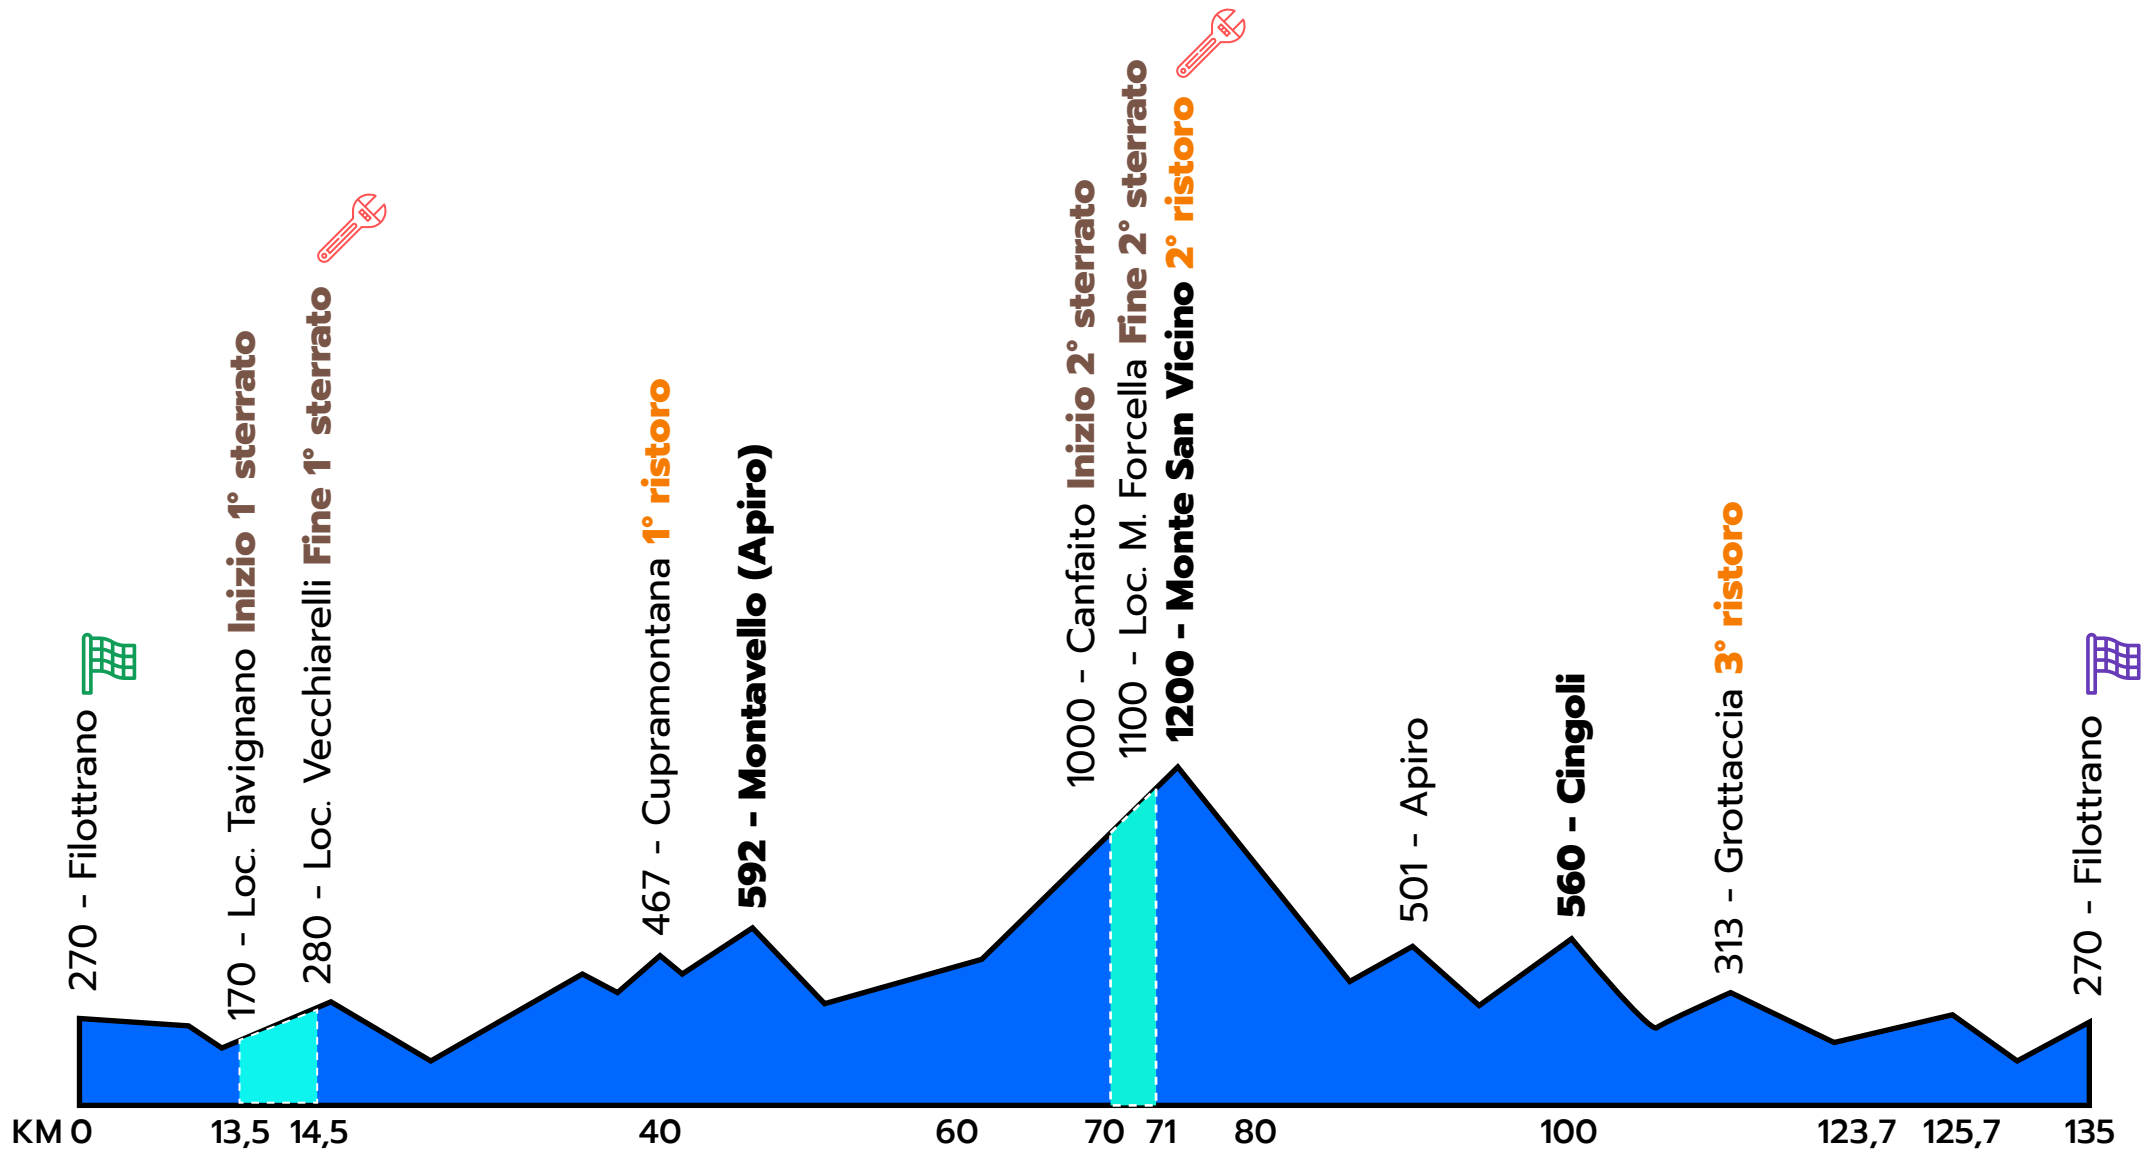 270 - Filottrano
170 - Loc. Tavignano Inizio 1° sterrato
280 - Loc. Vecchiarelli Fine 1° sterrato
467 - Cupramontana 1° ristoro
592 - Montavello (Apiro)
1000 - Canfaito Inizio 2° sterrato
1100 - Loc. M. Forcella Fine 2° sterrato
1200 - Monte San Vicino 2° ristoro
501 - Apiro
560 - Cingoli
313 - Grottaccia 3° ristoro
270 - Filottrano
KM 0 13,5 14,5 40 60 70 71 80 100 123,7 125,7 135